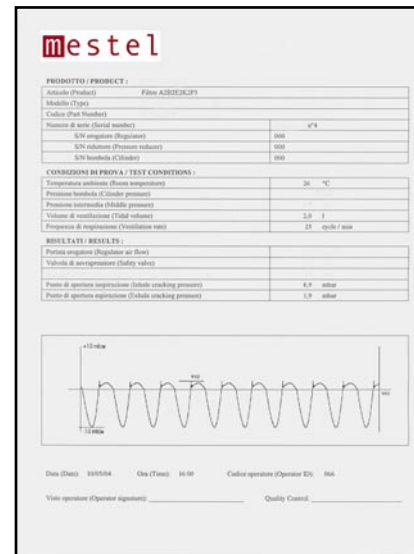 mestel
PRODOTTO / PRODUCT :
Articolo (Product) Filtro A2B2E2K2P3
Modello (Type)
Codice (Part Number)
Numero di serie (Serial number) n°4
S/N erogatore (Regulator) 000
S/N riduttore (Pressure reducer) 000
S/N bombola (Cilinder) 000
CONDIZIONI DI PROVA / TEST CONDITIONS :
Temperatura ambiente (Room temperature) 26 °C
Pressione bombola (Cilinder pressure)
Pressione intermedia (Middle pressure)
Volume di ventilazione (Tidal volume) 2,0 l
Frequenza di respirazione (Ventilation rate) 25 cycle / min
RISULTATI / RESULTS :
Portata erogatore (Regulator air flow)
Valvola di sovrapressione (Safety valve)
Punto di apertura inspirazione (Inhale cracking pressure) 8,9 mbar
Punto di apertura espirazione (Exhale cracking pressure) 1,9 mbar
+10 mbar
-10 mbar
Data (Date): 10/05/04 Ora (Time): 16:00 Codice operatore (Operator ID): 066
Visto operatore (Operator signature): Quality Control: